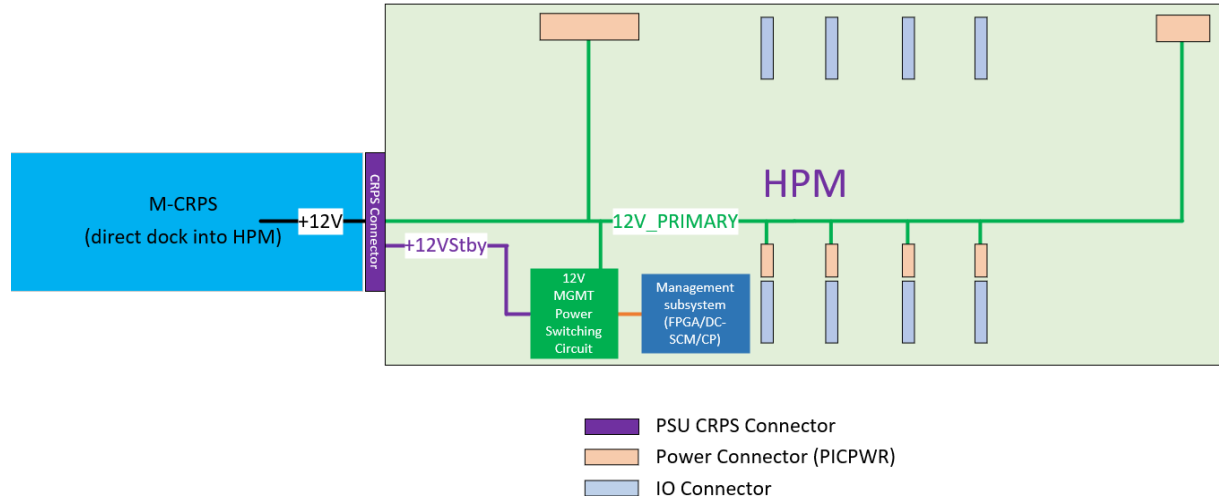 M-CRPS
(direct dock into HPM)
+12V
CRPS Connector
HPM
12V_PRIMARY
+12VStby
12V
MGMT
Power
Switching
Circuit
Management
subsystem
(FPGA/DC-
SCM/CP)
PSU CRPS Connector
Power Connector (PICPWR)
IO Connector